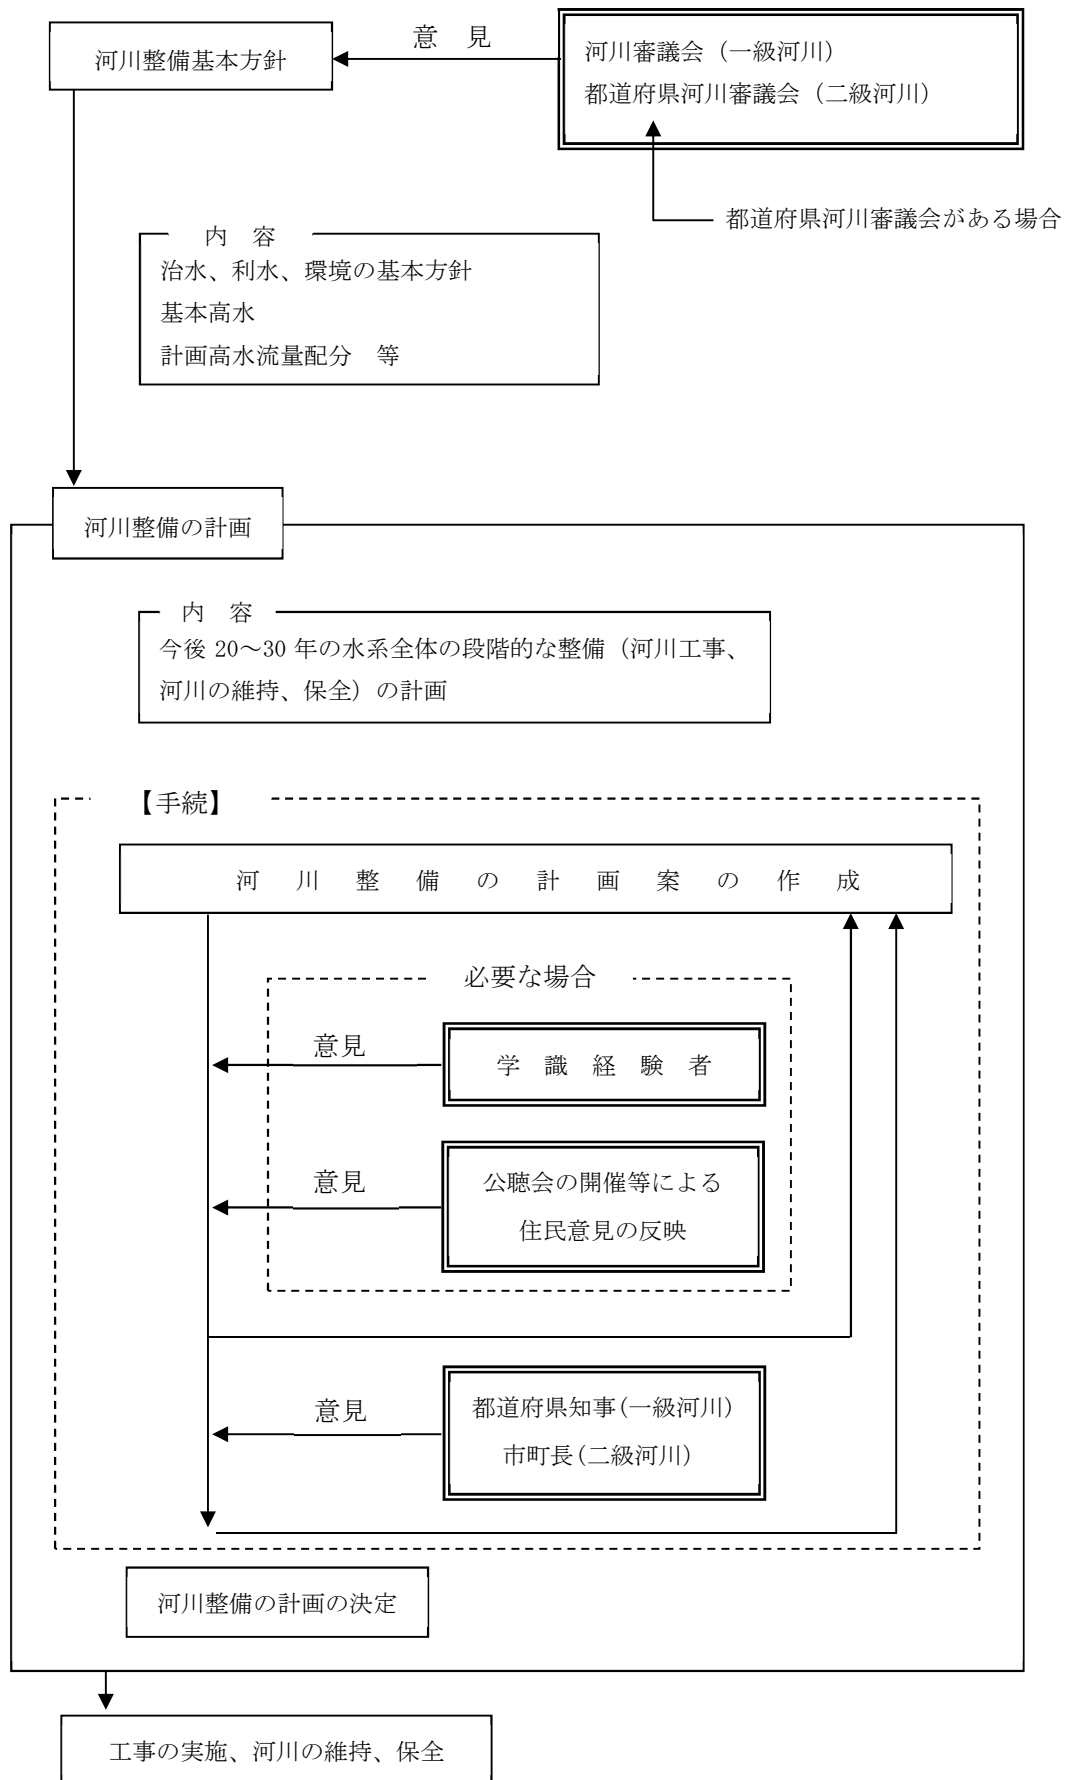 河川整備基本方針
意　見
河川審議会（一級河川）
都道府県河川審議会（二級河川）
都道府県河川審議会がある場合
内　容
治水、利水、環境の基本方針
基本高水
計画高水流量配分　等
河川整備の計画
内　容
今後 20～30 年の水系全体の段階的な整備（河川工事、
河川の維持、保全）の計画
【手続】
河　川　整　備　の　計　画　案　の　作　成
必要な場合
意見
学　識　経　験　者
意見
公聴会の開催等による
住民意見の反映
意見
都道府県知事(一級河川)
市町長(二級河川)
河川整備の計画の決定
工事の実施、河川の維持、保全